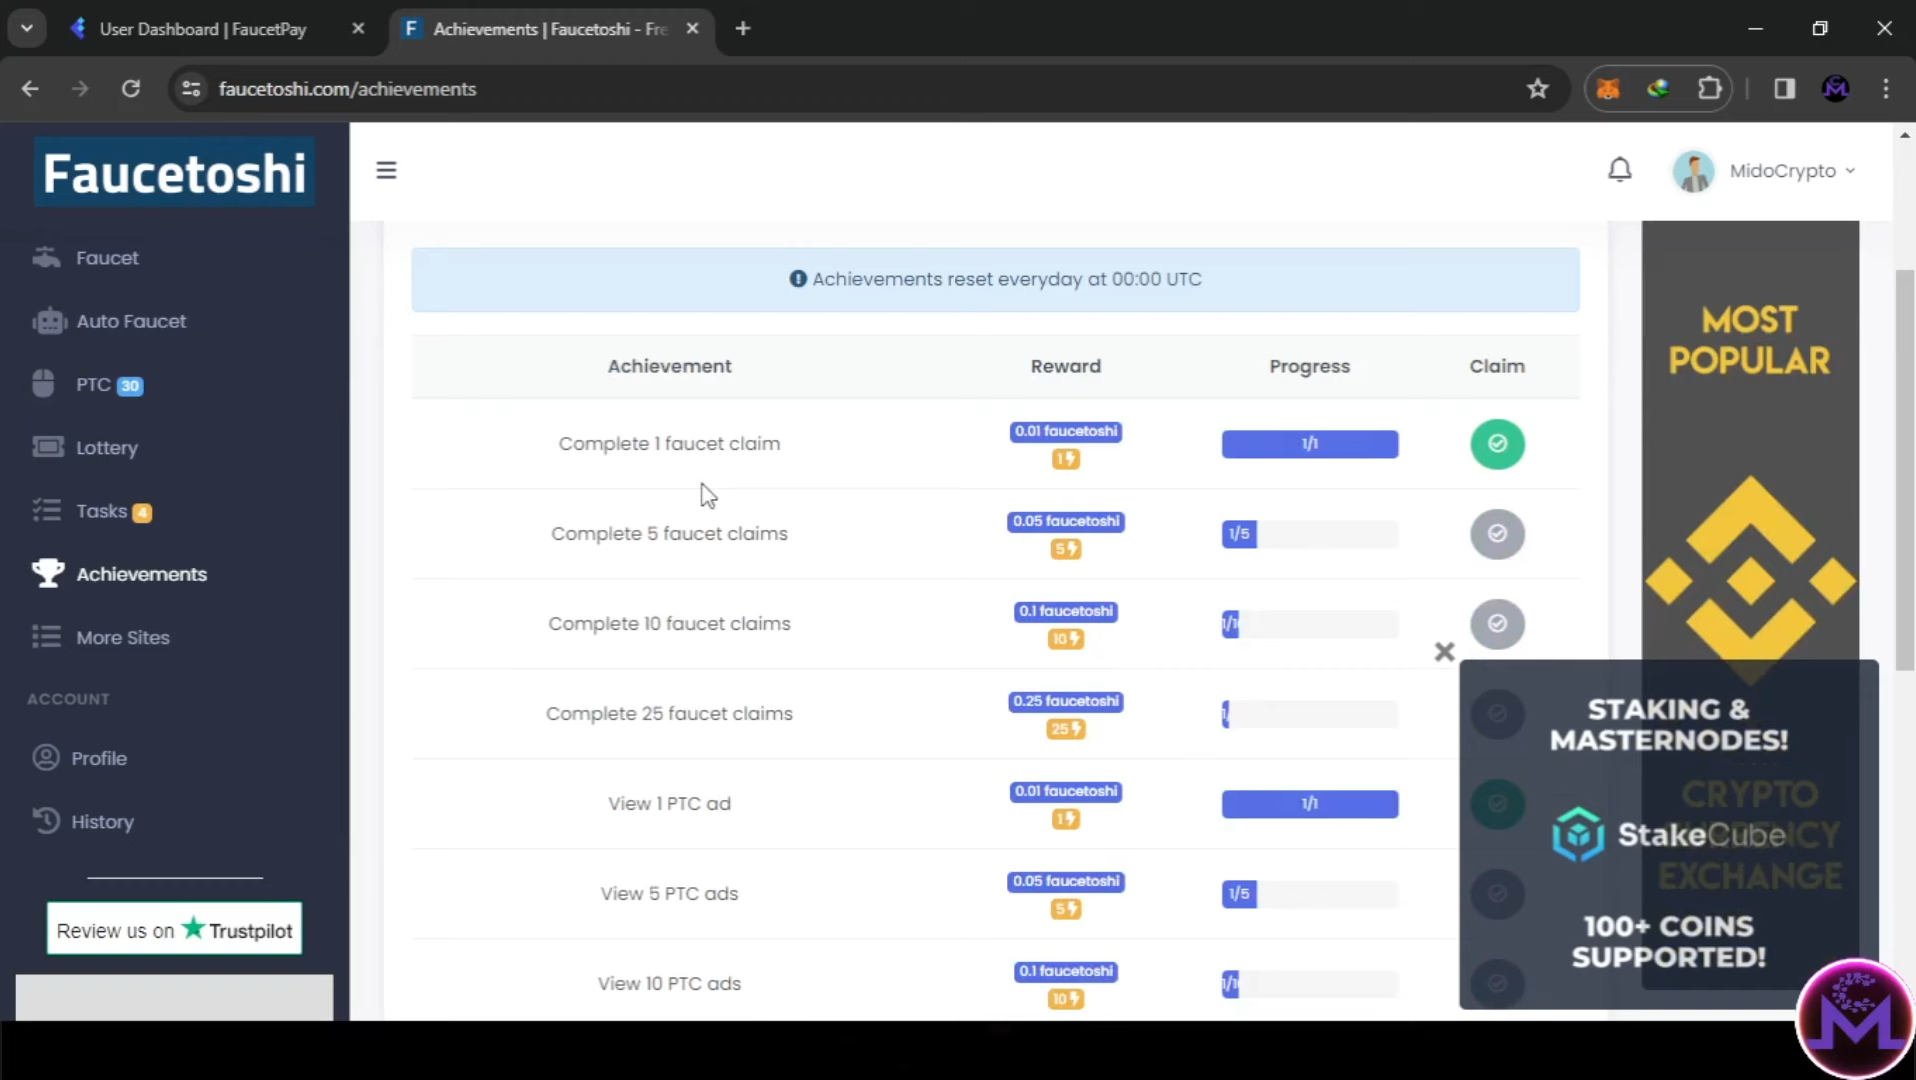 User Dashboard | FaucetPay
Achievements | Faucetoshi - Fre
faucetoshi.com/achievements
Faucetoshi
MidoCrypto
Faucet
Auto Faucet
PTC 30
Lottery
Tasks 4
Achievements
More Sites
ACCOUNT
Profile
History
Review us on Trustpilot
Achievements reset everyday at 00:00 UTC
Achievement Reward Progress Claim
Complete 1 faucet claim 0.01 faucetoshi 1 1/1
Complete 5 faucet claims 0.05 faucetoshi 5 1/5
Complete 10 faucet claims 0.1 faucetoshi 10
Complete 25 faucet claims 0.25 faucetoshi 25
View 1 PTC ad 0.01 faucetoshi 1 1/1
View 5 PTC ads 0.05 faucetoshi 5 1/5
View 10 PTC ads 0.1 faucetoshi 10
MOST
POPULAR
CRYPTO
CURRENCY
EXCHANGE
STAKING &
MASTERNODES!
StakeCube
100+ COINS
SUPPORTED!